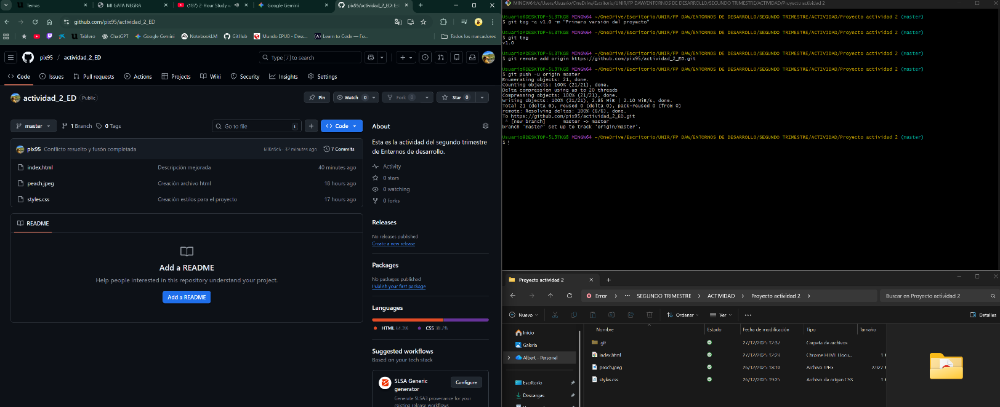 Temas
MI GATA NEGRA
(187) 2-Hour Study w
Google Gemini
pix95/actividad_2_ED: Es
github.com/pix95/actividad_2_ED
Tablero
ChatGPT
Google Gemini
NotebookLM
GitHub
Mundo EPUB - Desc...
Learn to Code — Fo...
Todos los marcadores
pix95 / actividad_2_ED
Type / to search
Code
Issues
Pull requests
Actions
Projects
Wiki
Security
Insights
Settings
actividad_2_ED Public
Pin
Watch 0
Fork 0
Star 0
master
1 Branch
0 Tags
Go to file
t
Code
pix95 Conflicto resuelto y fusón completada
b00a9c6 · 32 minutes ago
7 Commits
index.html Descripción mejorada 40 minutes ago
peach.jpeg Creación archivo html 18 hours ago
styles.css Creación estilos para el proyecto 17 hours ago
README
Add a README
Help people interested in this repository understand your project.
Add a README
About
Esta es la actividad del segundo trimestre
de Enternos de desarrollo.
Activity
0 stars
0 watching
0 forks
Releases
No releases published
Create a new release
Packages
No packages published
Publish your first package
Languages
HTML 61.3% CSS 38.7%
Suggested workflows
Based on your tech stack
SLSA Generic
generator
Configure
Generate SLSA3 provenance for your
existing release workflows
MINGW64:/c/Users/Usuario/OneDrive/Escritorio/UNIR/FP DAW/ENTORNOS DE DESARROLLO/SEGUNDO TRIMESTRE/ACTIVIDAD/Proyecto actividad 2
Usuario@DESKTOP-5L3TKG8 MINGW64 ~/OneDrive/Escritorio/UNIR/FP DAW/ENTORNOS DE DESARROLLO/SEGUNDO TRIMESTRE/ACTIVIDAD/Proyecto actividad 2 (master)
$ git tag -a v1.0 -m "Primera versión del proyecto"
Usuario@DESKTOP-5L3TKG8 MINGW64 ~/OneDrive/Escritorio/UNIR/FP DAW/ENTORNOS DE DESARROLLO/SEGUNDO TRIMESTRE/ACTIVIDAD/Proyecto actividad 2 (master)
$ git tag
v1.0
Usuario@DESKTOP-5L3TKG8 MINGW64 ~/OneDrive/Escritorio/UNIR/FP DAW/ENTORNOS DE DESARROLLO/SEGUNDO TRIMESTRE/ACTIVIDAD/Proyecto actividad 2 (master)
$ git remote add origin https://github.com/pix95/actividad_2_ED.git
Usuario@DESKTOP-5L3TKG8 MINGW64 ~/OneDrive/Escritorio/UNIR/FP DAW/ENTORNOS DE DESARROLLO/SEGUNDO TRIMESTRE/ACTIVIDAD/Proyecto actividad 2 (master)
$ git push -u origin master
Enumerating objects: 21, done.
Counting objects: 100% (21/21), done.
Delta compression using up to 20 threads
Compressing objects: 100% (21/21), done.
Writing objects: 100% (21/21), 2.85 MiB | 2.10 MiB/s, done.
Total 21 (delta 6), reused 0 (delta 0), pack-reused 0 (from 0)
remote: Resolving deltas: 100% (6/6), done.
To https://github.com/pix95/actividad_2_ED.git
* [new branch] master -> master
branch 'master' set up to track 'origin/master'.
Usuario@DESKTOP-5L3TKG8 MINGW64 ~/OneDrive/Escritorio/UNIR/FP DAW/ENTORNOS DE DESARROLLO/SEGUNDO TRIMESTRE/ACTIVIDAD/Proyecto actividad 2 (master)
$
Proyecto actividad 2
Error
SEGUNDO TRIMESTRE > ACTIVIDAD > Proyecto actividad 2 >
Buscar en Proyecto actividad 2
Nuevo
Ordenar
Ver
Detalles
Inicio
Galería
Albert - Personal
Escritorio
Descargas
Nombre Estado Fecha de modificación Tipo Tamaño
.git 27/12/2025 12:37 Carpeta de archivos
index.html 27/12/2025 12:23 Chrome HTML Docu... 1 K
peach.jpeg 26/12/2025 18:10 Archivo JPEG 2.927 K
styles.css 26/12/2025 19:25 Archivo de origen CSS 1 K